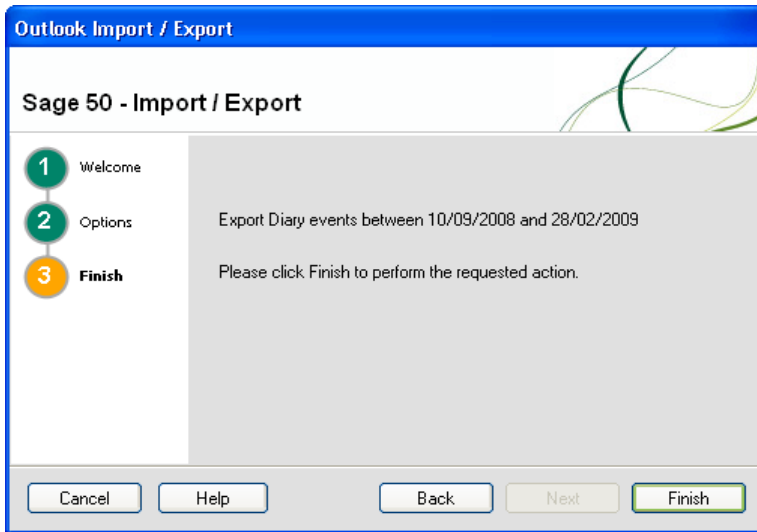 Outlook Import / Export
Sage 50 - Import / Export
1 Welcome
2 Options
3 Finish
Export Diary events between 10/09/2008 and 28/02/2009
Please click Finish to perform the requested action.
Cancel Help Back Next Finish